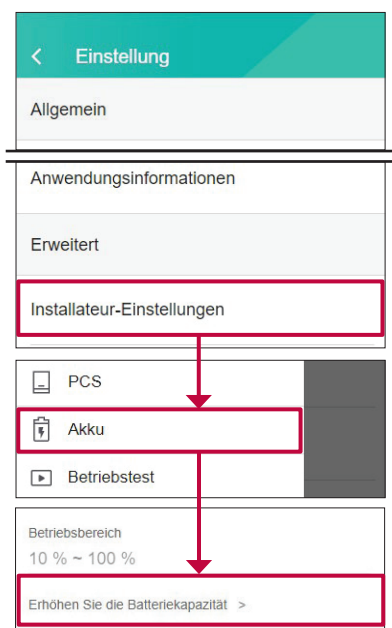 Einstellung
Allgemein
Anwendungsinformationen
Erweitert
Installateur-Einstellungen
PCS
Akku
Betriebstest
Betriebsbereich
10 % ~ 100 %
Erhöhen Sie die Batteriekapazität >